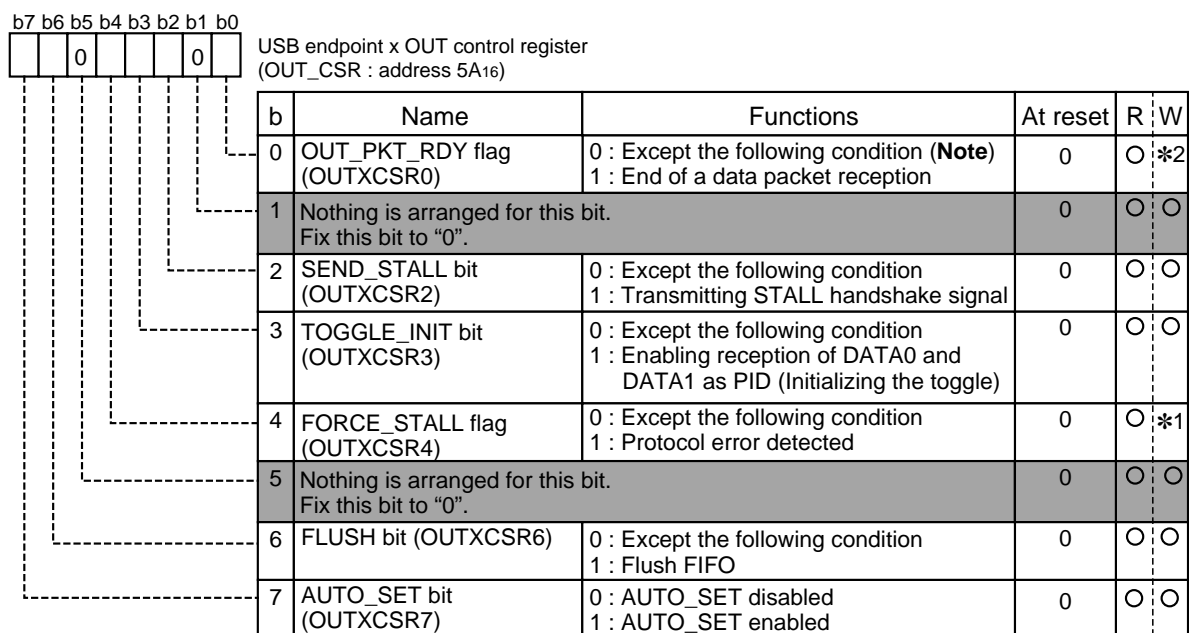 b7 b6 b5 b4 b3 b2 b1 b0
0 0
USB endpoint x OUT control register
(OUT_CSR : address 5A16)
b Name Functions At reset R W
0 OUT_PKT_RDY flag 0 : Except the following condition (Note) 0 O ✻2
(OUTXCSR0) 1 : End of a data packet reception
1 Nothing is arranged for this bit. 0 O O
Fix this bit to “0”.
2 SEND_STALL bit 0 : Except the following condition 0 O O
(OUTXCSR2) 1 : Transmitting STALL handshake signal
3 TOGGLE_INIT bit 0 : Except the following condition 0 O O
(OUTXCSR3) 1 : Enabling reception of DATA0 and
DATA1 as PID (Initializing the toggle)
4 FORCE_STALL flag 0 : Except the following condition 0 O ✻1
(OUTXCSR4) 1 : Protocol error detected
5 Nothing is arranged for this bit. 0 O O
Fix this bit to “0”.
6 FLUSH bit (OUTXCSR6) 0 : Except the following condition 0 O O
1 : Flush FIFO
7 AUTO_SET bit 0 : AUTO_SET disabled 0 O O
(OUTXCSR7) 1 : AUTO_SET enabled